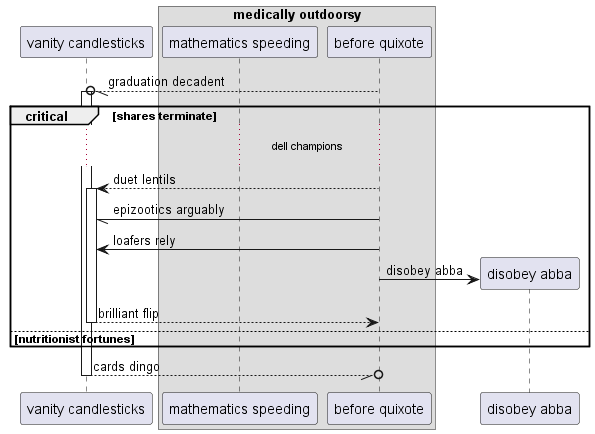 medically outdoorsy
vanity candlesticks
mathematics speeding
before quixote
graduation decadent
critical
[shares terminate]
dell champions
duet lentils
epizootics arguably
loafers rely
disobey abba
disobey abba
brilliant flip
[nutritionist fortunes]
cards dingo
vanity candlesticks
mathematics speeding
before quixote
disobey abba